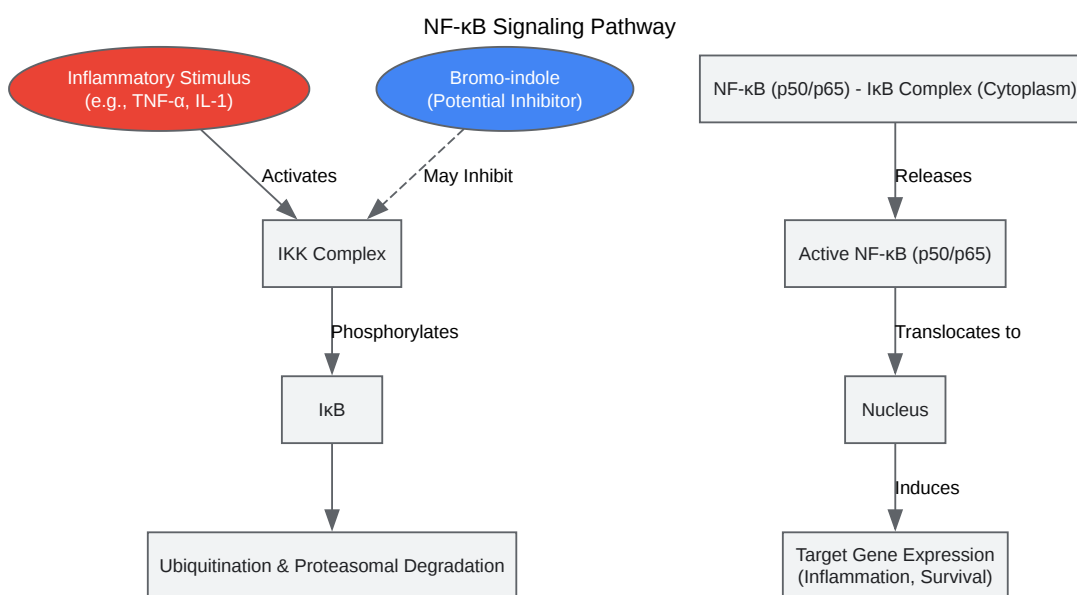 NF-κB Signaling Pathway
Inflammatory Stimulus
(e.g., TNF-α, IL-1)
Bromo-indole
(Potential Inhibitor)
NF-κB (p50/p65) - IκB Complex (Cytoplasm)
Activates
May Inhibit
Releases
IKK Complex
Active NF-κB (p50/p65)
Phosphorylates
Translocates to
IκB
Nucleus
Induces
Ubiquitination & Proteasomal Degradation
Target Gene Expression
(Inflammation, Survival)